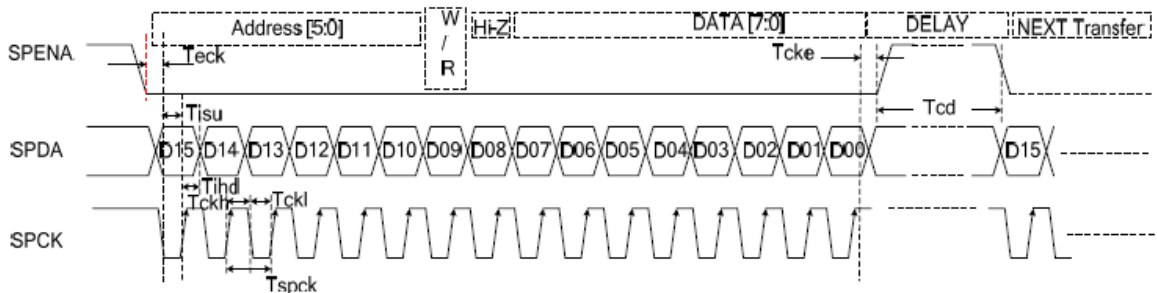 Address [5:0] W / R Hi-Z DATA [7:0] DELAY NEXT Transfer
SPENA Teck Tcke
Tcd
Tisu
SPDA D15 D14 D13 D12 D11 D10 D09 D08 D07 D06 D05 D04 D03 D02 D01 D00 D15
Tihd
Tckh Tckl
SPCK
Tspck